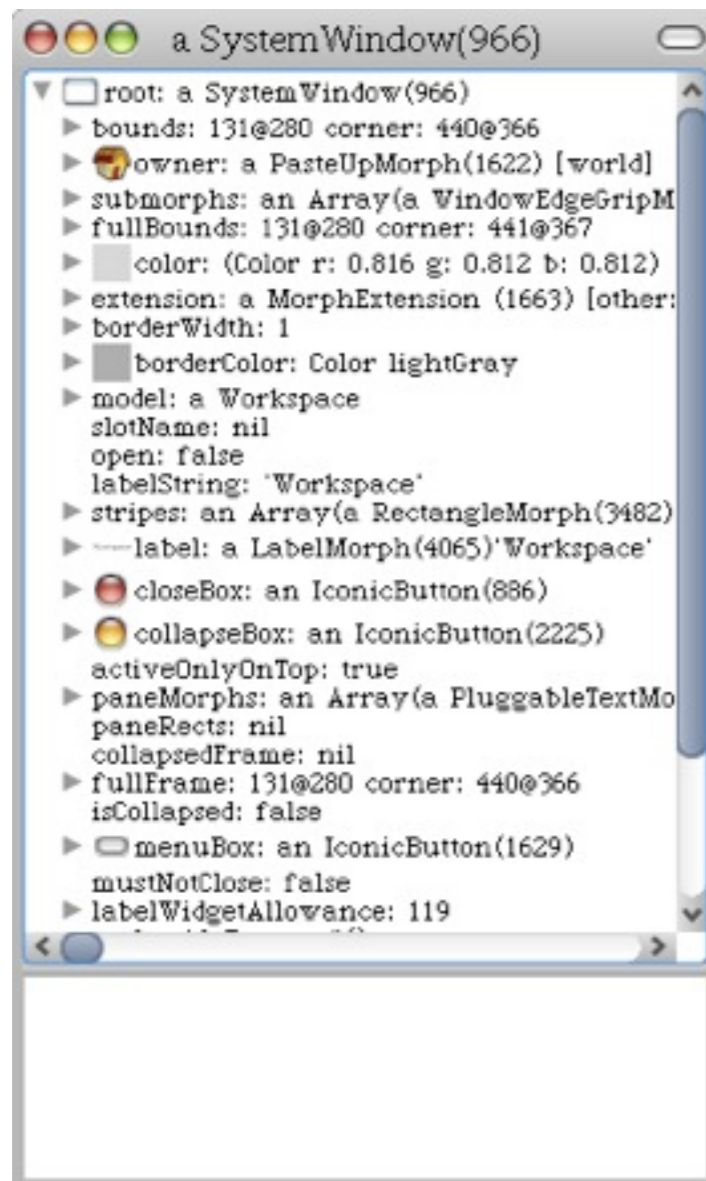 a SystemWindow(966)
root: a SystemWindow(966)
bounds: 131@280 corner: 440@366
owner: a PasteUpMorph(1622) [world]
submorphs: an Array(a WindowEdgeGripM
fullBounds: 131@280 corner: 441@367
color: (Color r: 0.816 g: 0.812 b: 0.812)
extension: a MorphExtension (1663) [other:
borderWidth: 1
borderColor: Color lightGray
model: a Workspace
slotName: nil
open: false
labelString: 'Workspace'
stripes: an Array(a RectangleMorph(3482)
label: a LabelMorph(4065)'Workspace'
closeBox: an IconicButton(886)
collapseBox: an IconicButton(2225)
activeOnlyOnTop: true
paneMorphs: an Array(a PluggableTextMo
paneRects: nil
collapsedFrame: nil
fullFrame: 131@280 corner: 440@366
isCollapsed: false
menuBox: an IconicButton(1629)
mustNotClose: false
labelWidgetAllowance: 119